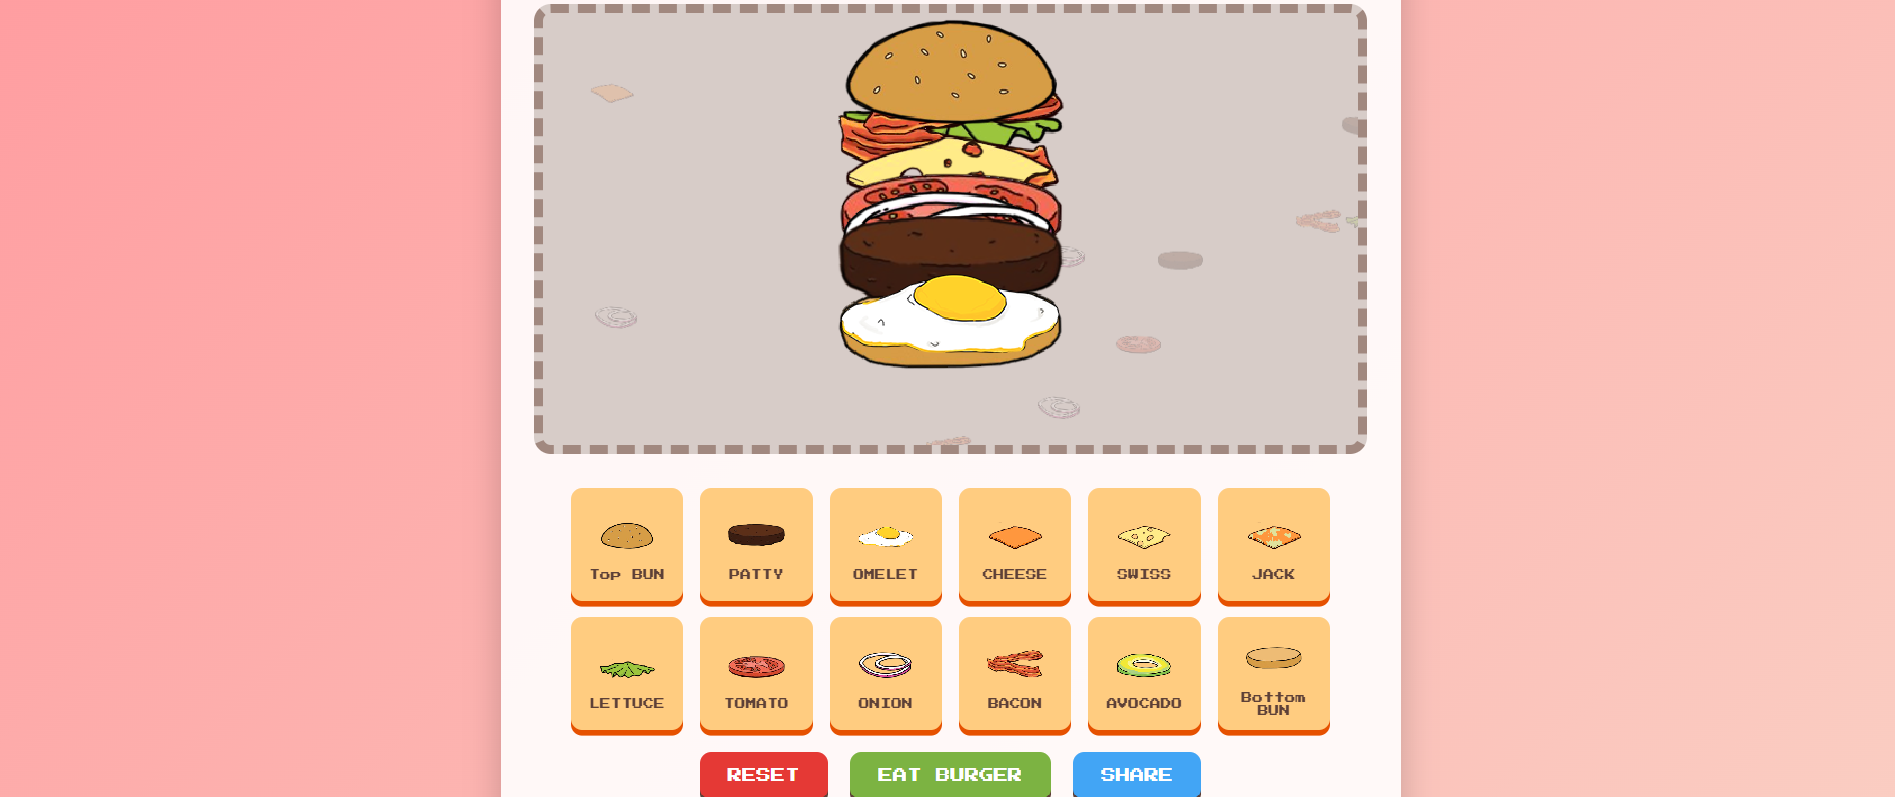 Top BUN
PATTY
OMELET
CHEESE
SWISS
JACK
LETTUCE
TOMATO
ONION
BACON
AVOCADO
Bottom
BUN
RESET
EAT BURGER
SHARE